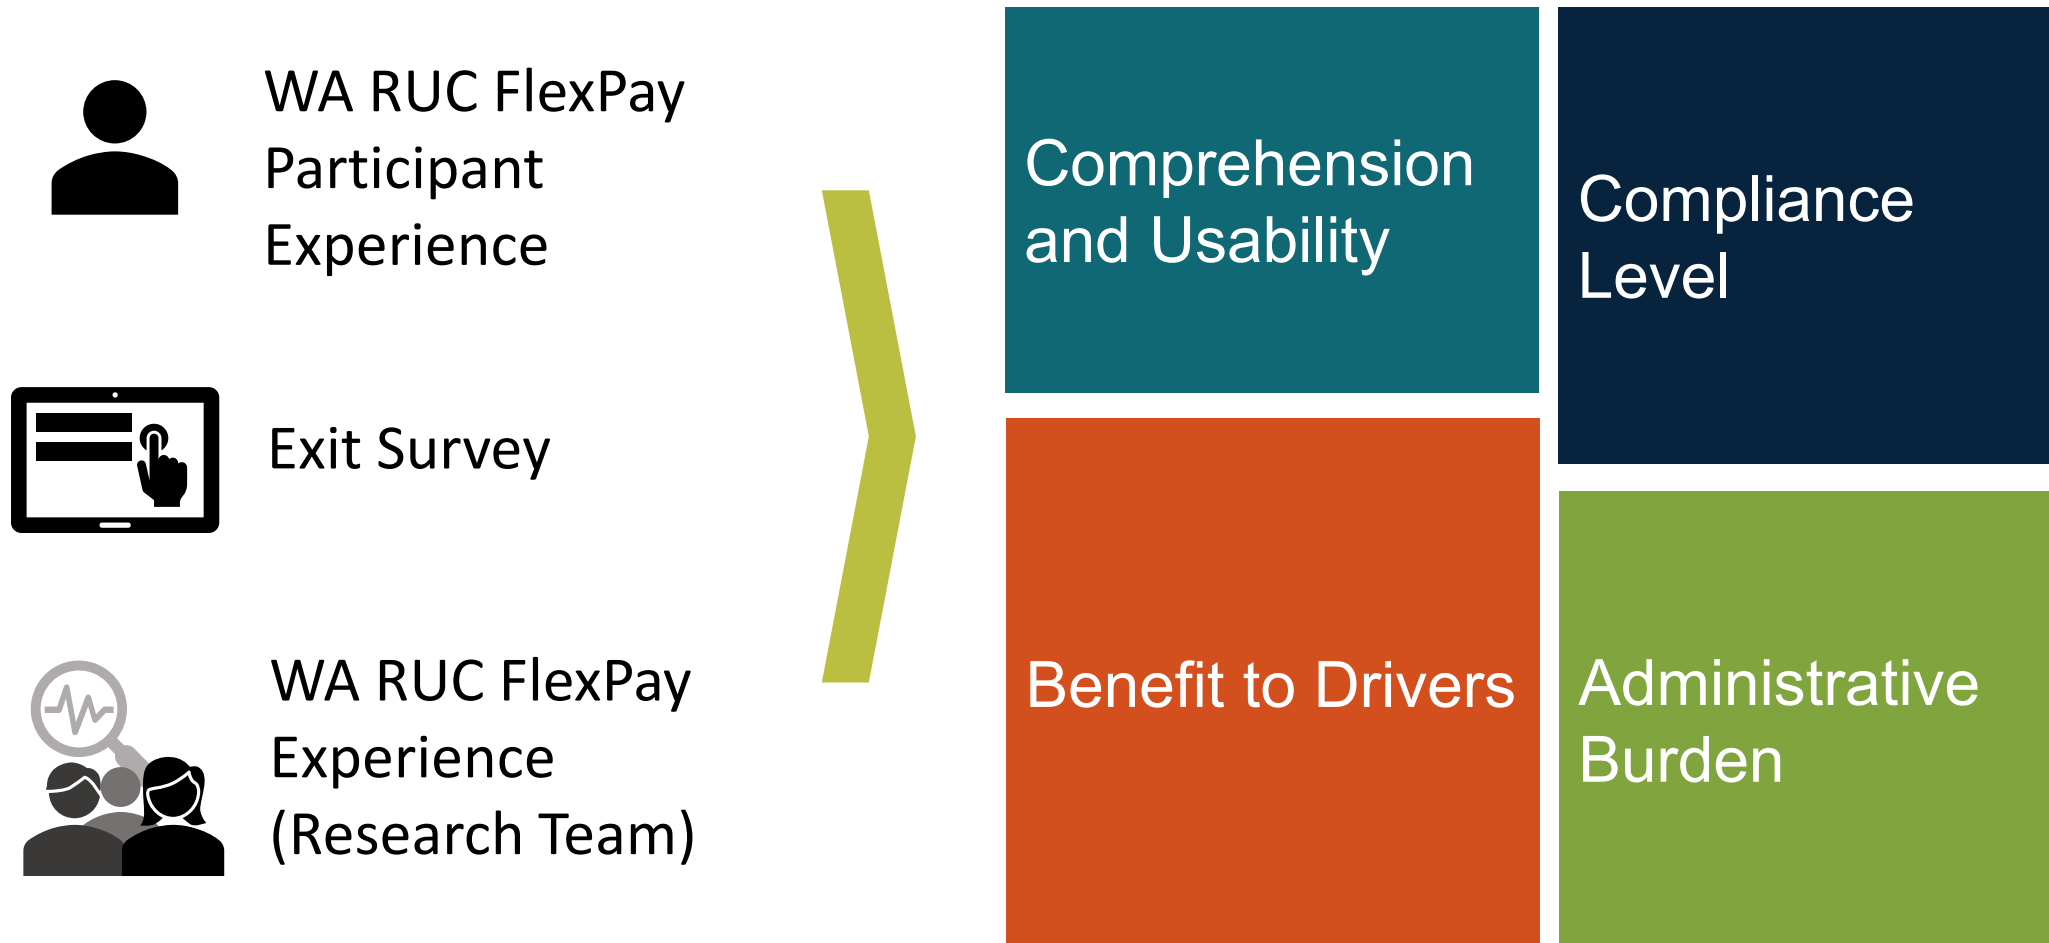 WA RUC FlexPay
Participant
Experience
Exit Survey
WA RUC FlexPay
Experience
(Research Team)
Comprehension
and Usability
Compliance
Level
Benefit to Drivers
Administrative
Burden